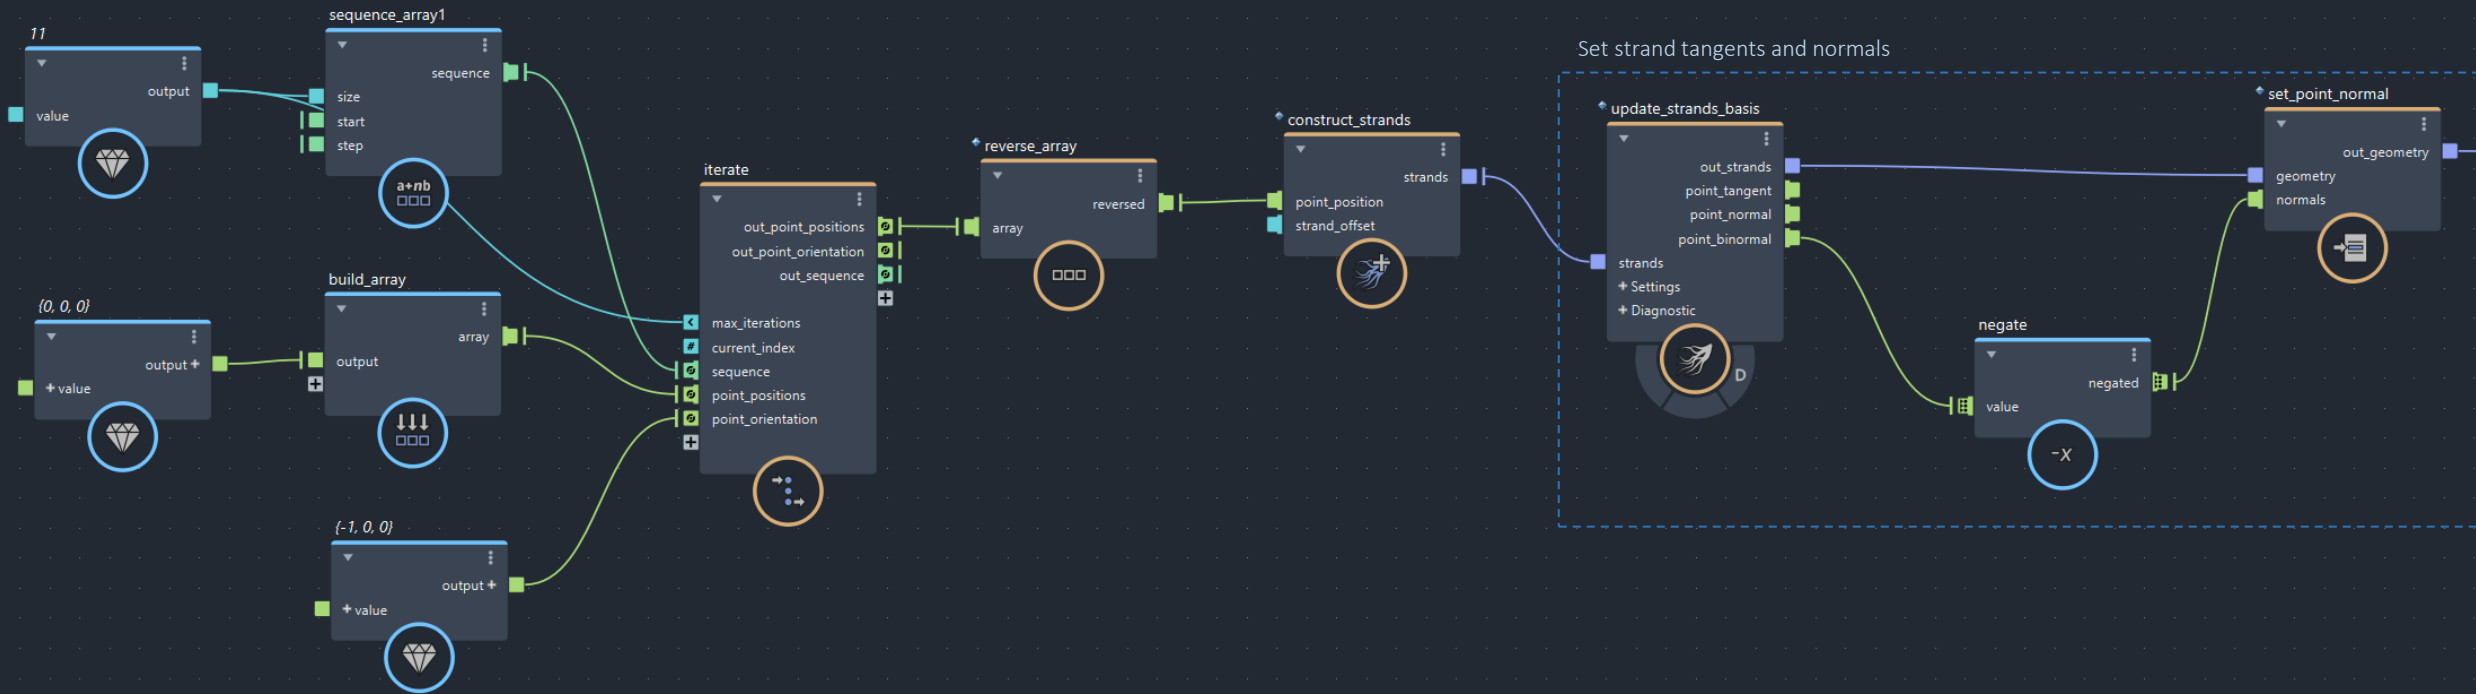 11
output
value
sequence_array1
sequence
size
start
step
a+nb
{0, 0, 0}
output +
+ value
build_array
array
output
{-1, 0, 0}
output +
+ value
iterate
out_point_positions
out_point_orientation
out_sequence
max_iterations
# current_index
sequence
point_positions
point_orientation
reverse_array
reversed
array
construct_strands
strands
point_position
strand_offset
Set strand tangents and normals
update_strands_basis
out_strands
point_tangent
point_normal
point_binormal
strands
+ Settings
+ Diagnostic
D
negate
negated
value
-x
set_point_normal
out_geometry
geometry
normals